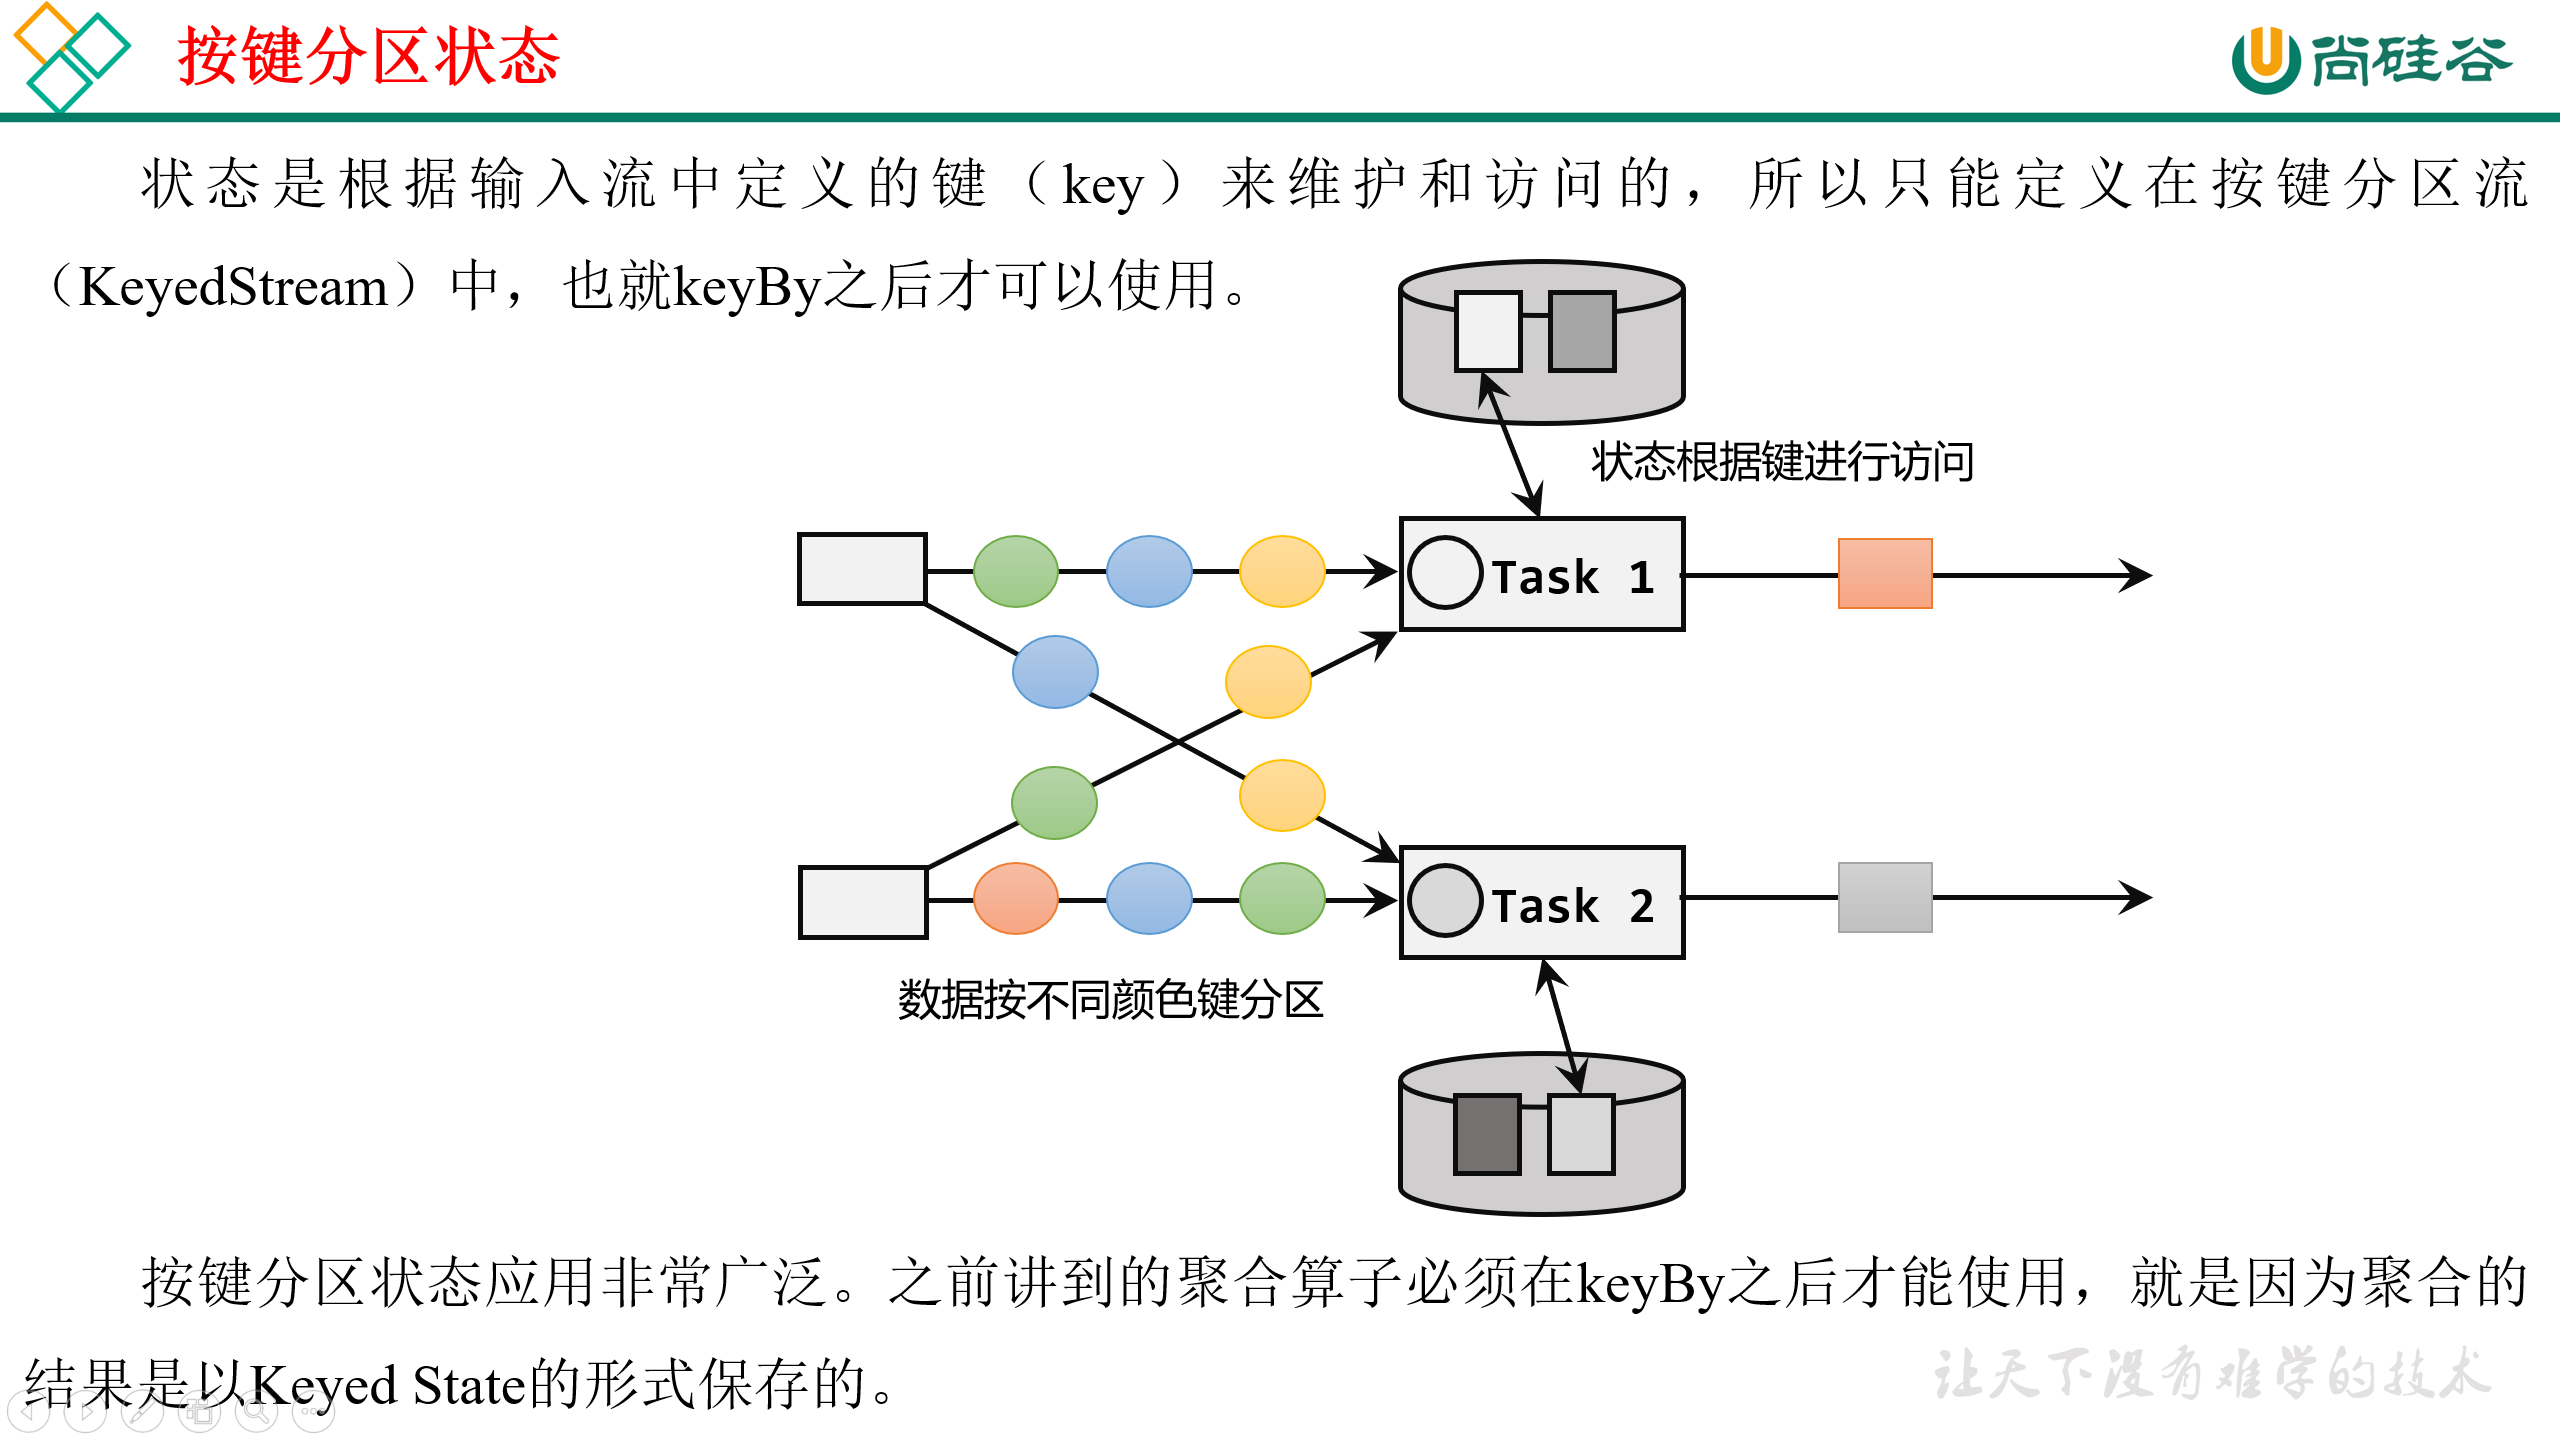 按键分区状态
尚硅谷
状态是根据输入流中定义的键（key）来维护和访问的，所以只能定义在按键分区流
（KeyedStream）中，也就keyBy之后才可以使用。
状态根据键进行访问
Task 1
Task 2
数据按不同颜色键分区
按键分区状态应用非常广泛。之前讲到的聚合算子必须在keyBy之后才能使用，就是因为聚合的
结果是以Keyed State的形式保存的。
让天下没有难学的技术